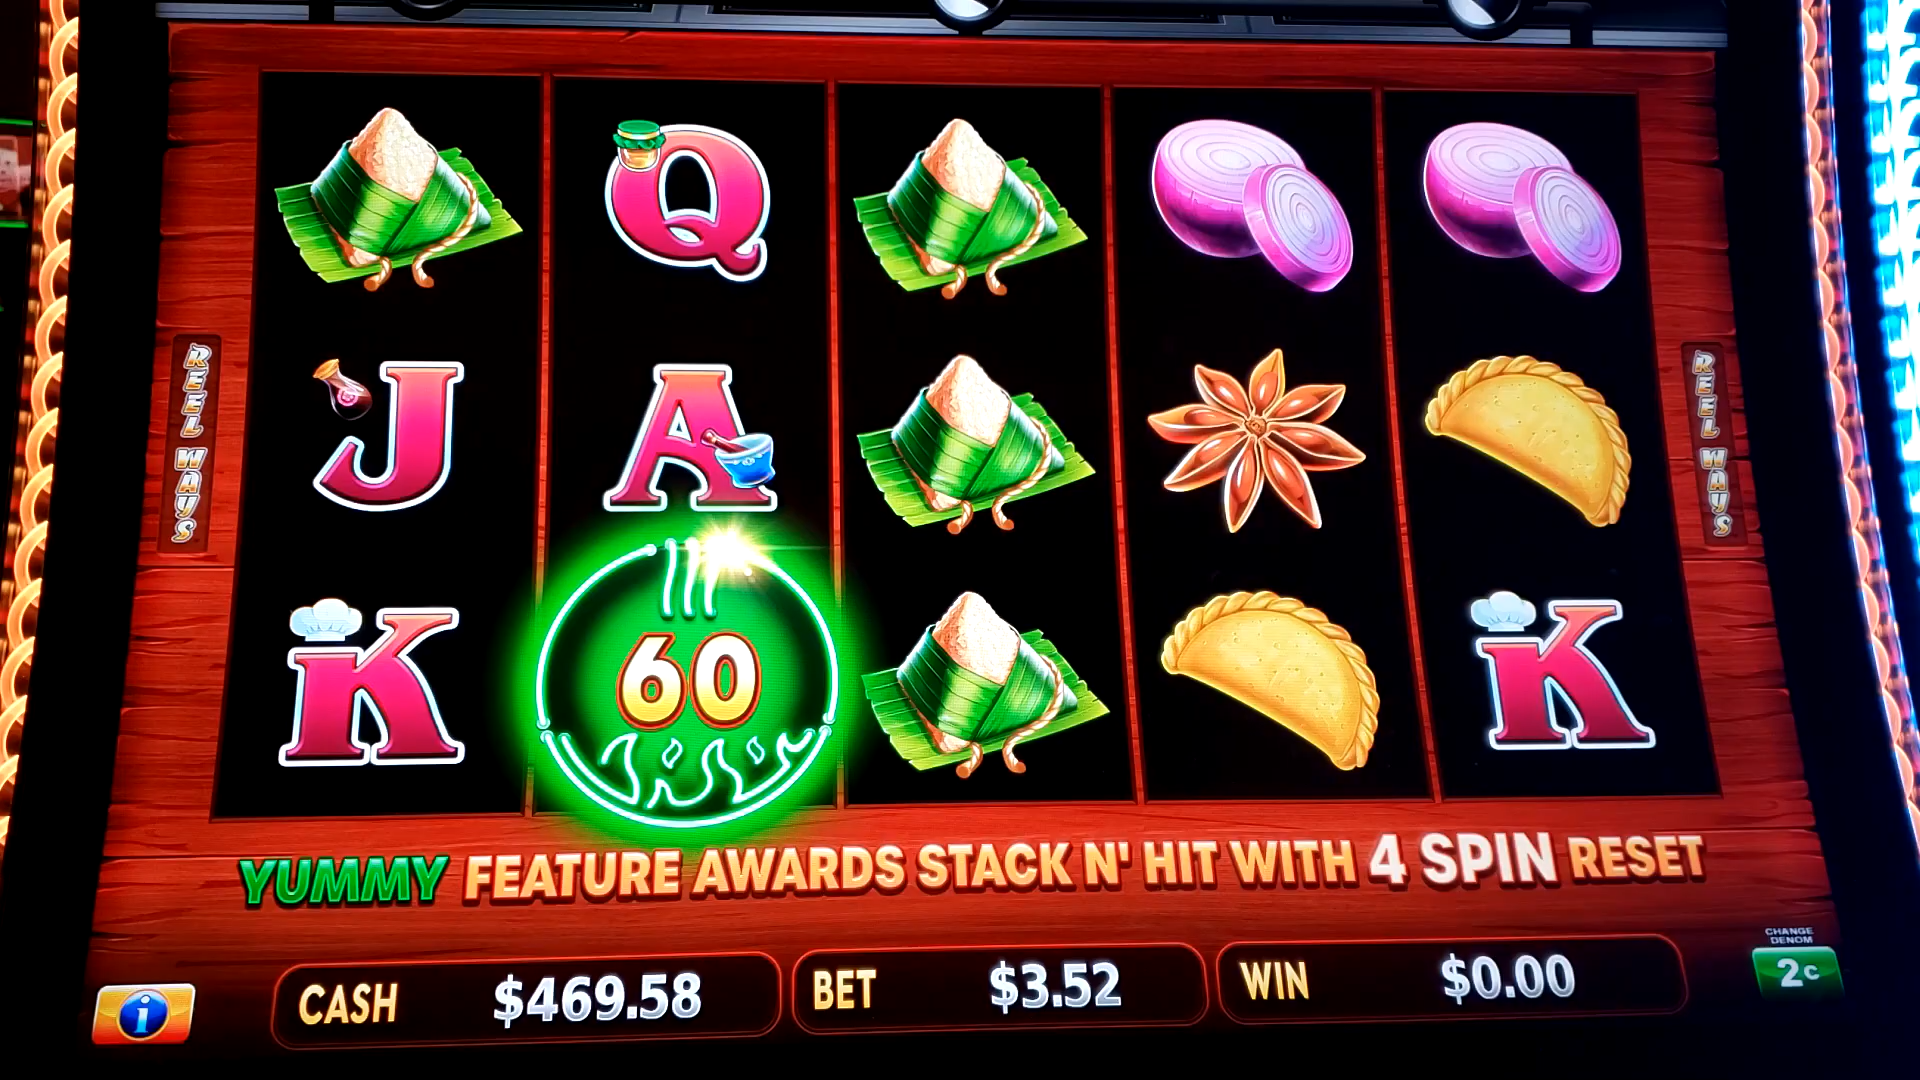 Q
J
A
K
60
K
REEL WAYS
REEL WAYS
YUMMY FEATURE AWARDS STACK N' HIT WITH 4 SPIN RESET
CHANGE
DENOM
2¢
i
CASH $469.58
BET $3.52
WIN $0.00